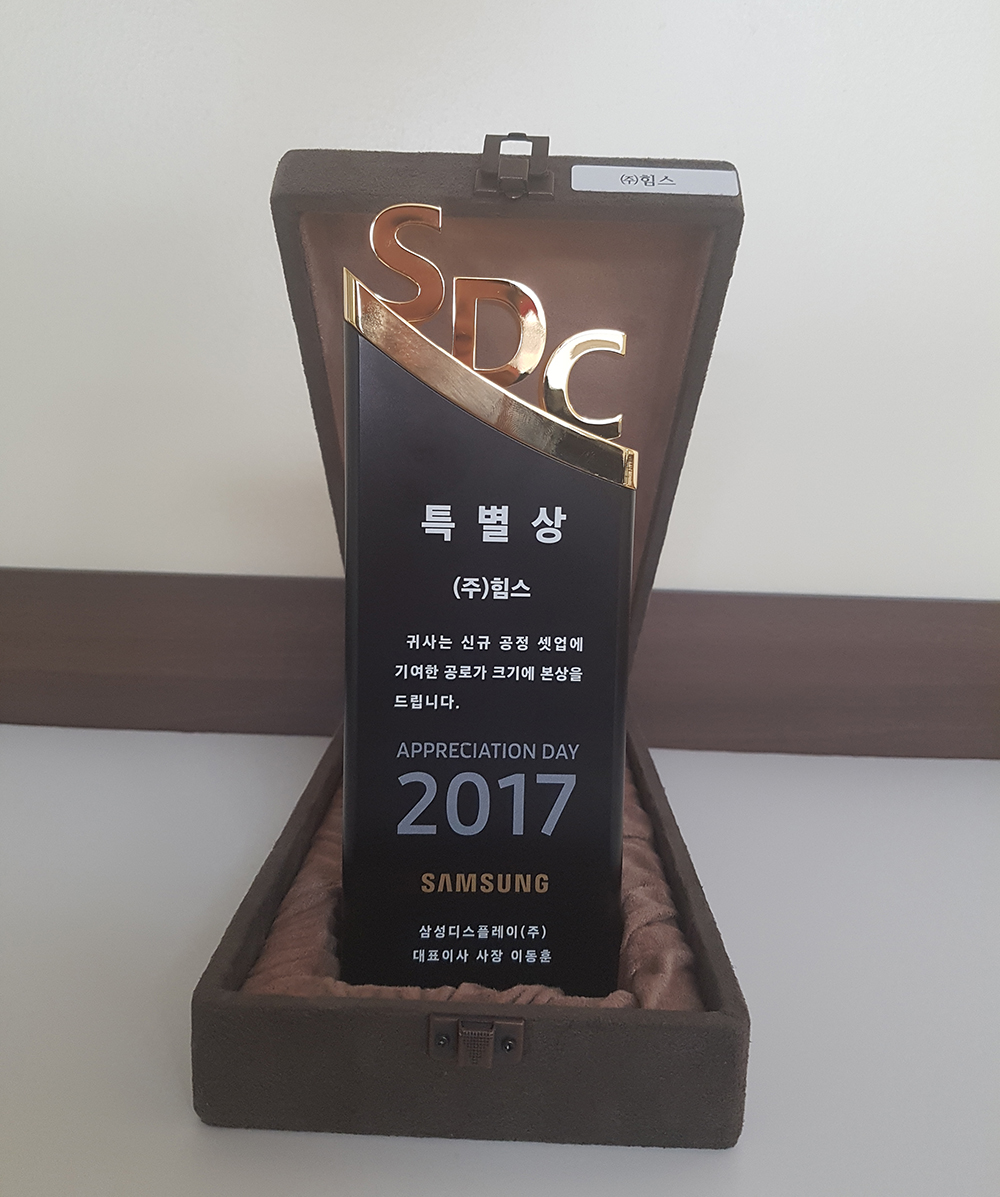 ㈜힘스
SDC
특별상
(주)힘스
귀사는 신규 공정 셋업에
기여한 공로가 크기에 본상을
드립니다.
APPRECIATION DAY
2017
SAMSUNG
삼성디스플레이(주)
대표이사 사장 이동훈